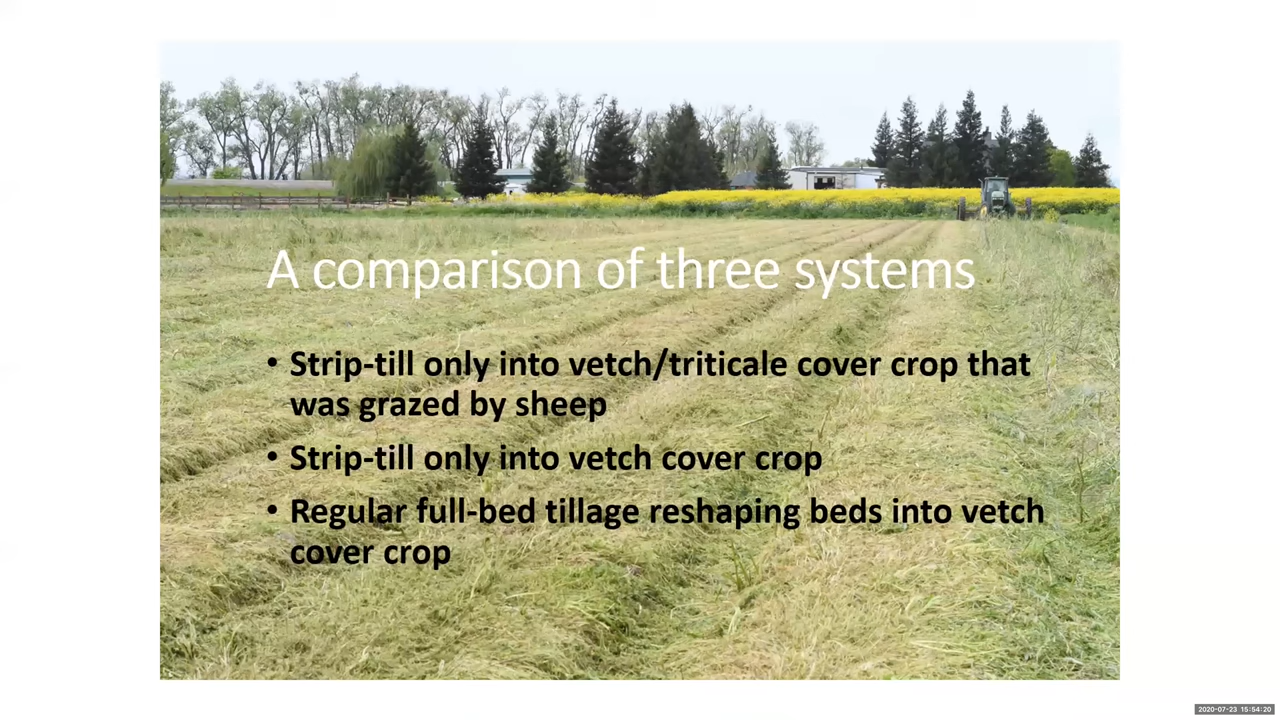 A comparison of three systems
• Strip-till only into vetch/triticale cover crop that
was grazed by sheep
• Strip-till only into vetch cover crop
• Regular full-bed tillage reshaping beds into vetch
cover crop
2020-07-23 15:54:20